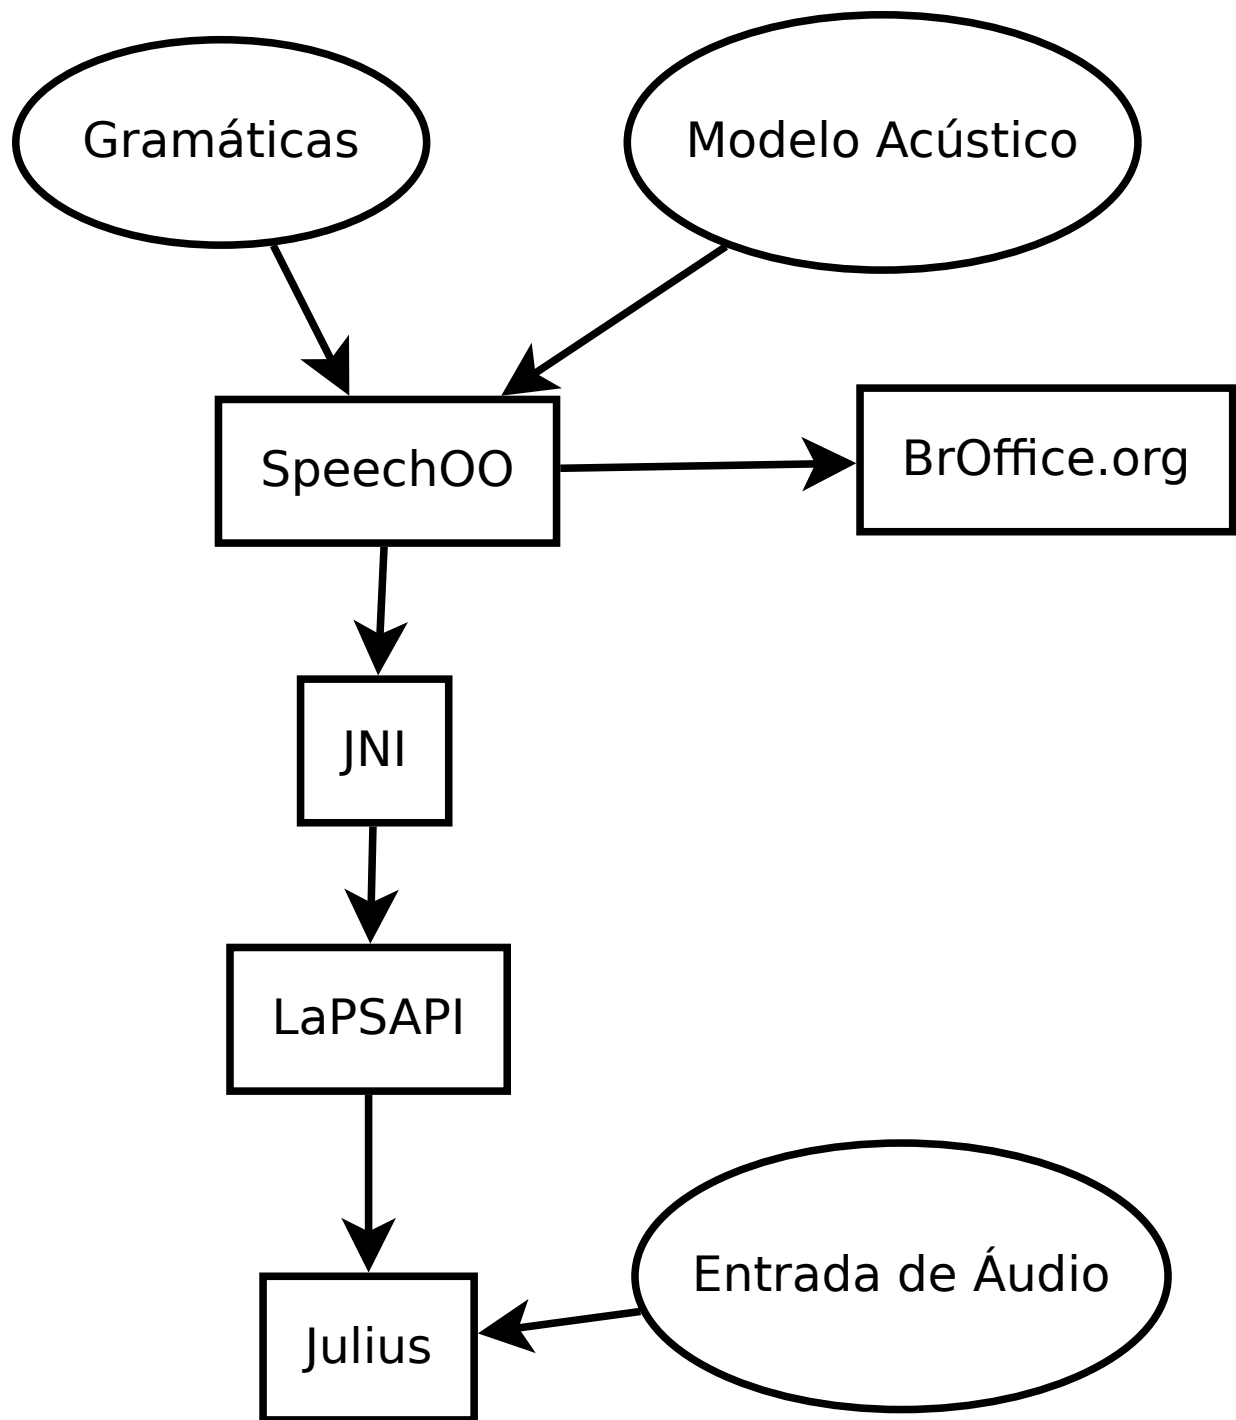 Gramáticas
Modelo Acústico
SpeechOO
BrOffice.org
JNI
LaPSAPI
Entrada de Áudio
Julius